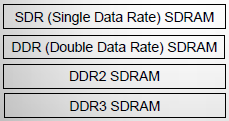 SDR (Single Data Rate) SDRAM
DDR (Double Data Rate) SDRAM
DDR2 SDRAM
DDR3 SDRAM